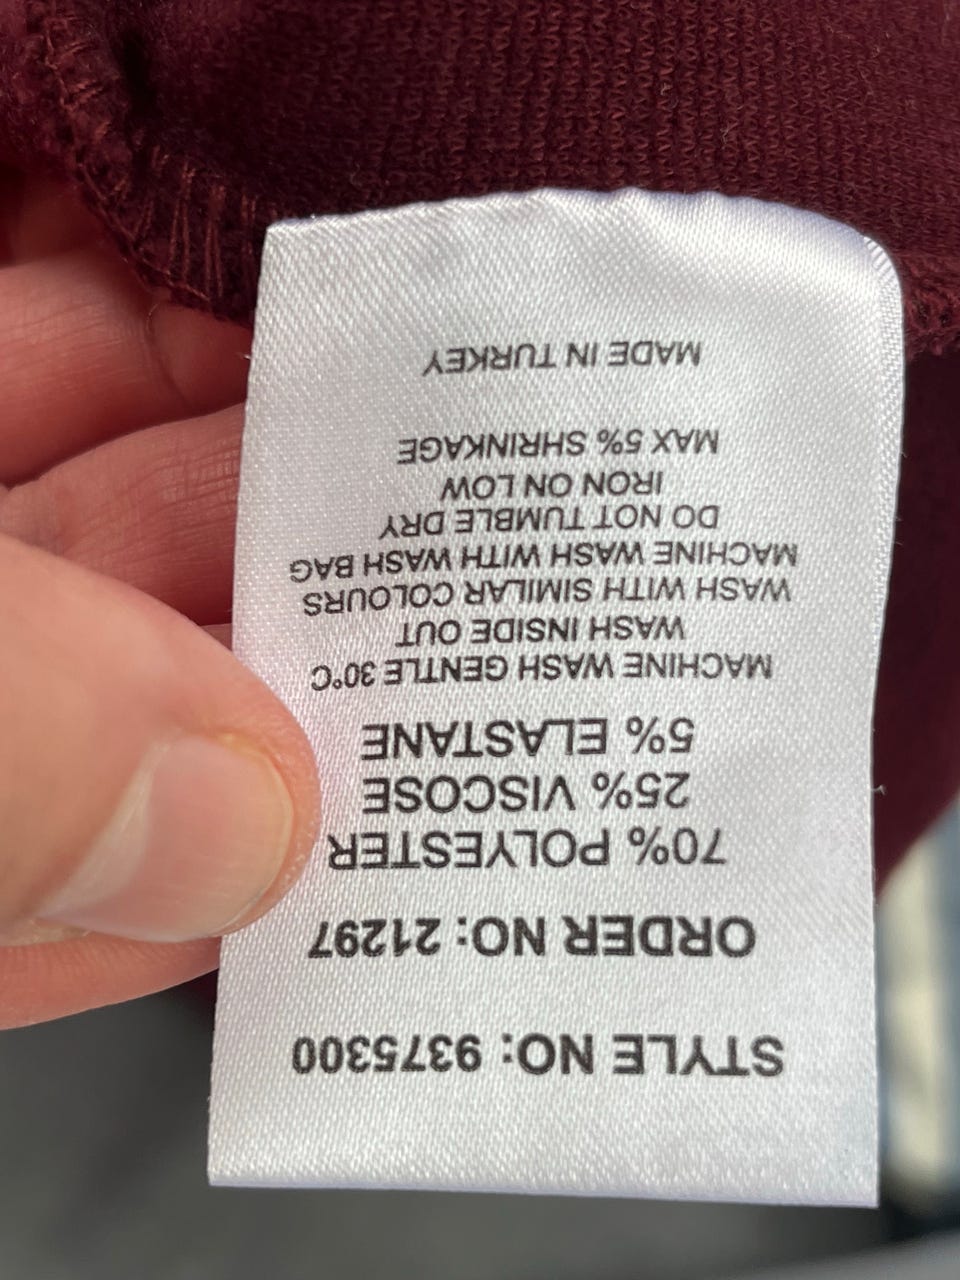 STYLE NO: 9375300
ORDER NO: 21297
70% POLYESTER
25% VISCOSE
5% ELASTANE
MACHINE WASH GENTLE 30°C
WASH INSIDE OUT
WASH WITH SIMILAR COLOURS
MACHINE WASH WITH WASH BAG
DO NOT TUMBLE DRY
IRON ON LOW
MAX 5% SHRINKAGE
MADE IN TURKEY